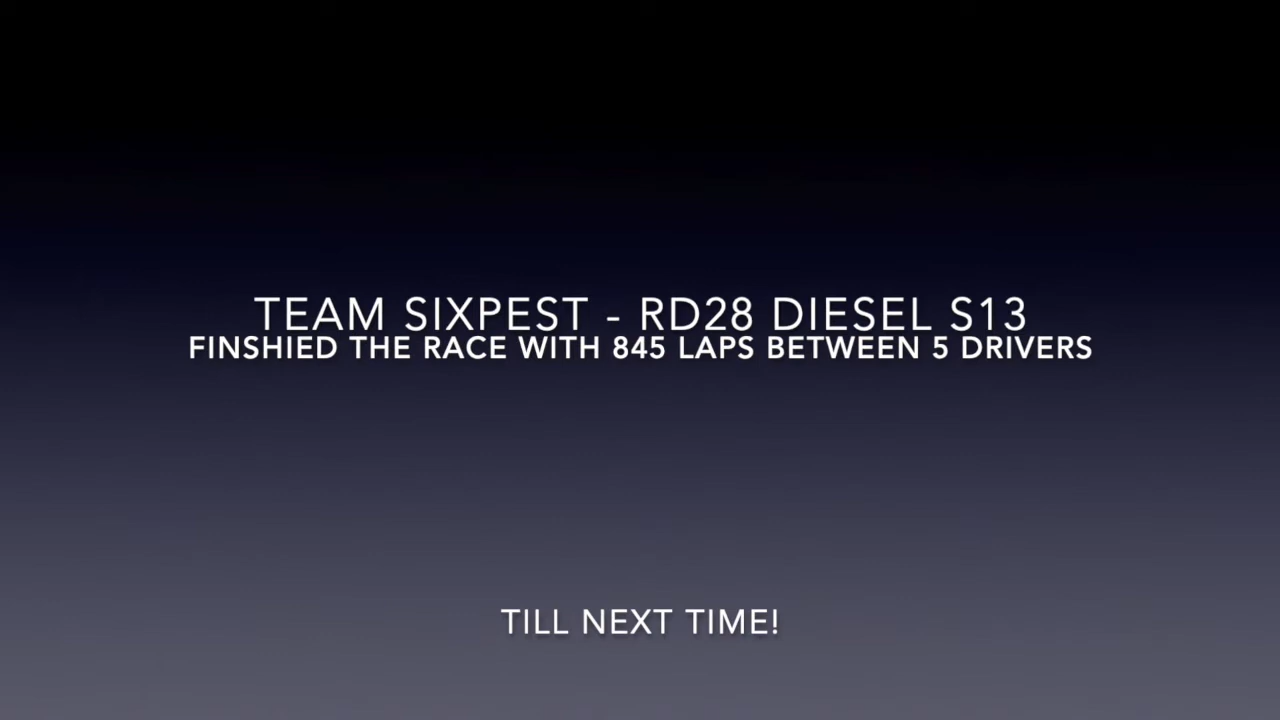 TEAM SIXPEST - RD28 DIESEL S13
FINSHIED THE RACE WITH 845 LAPS BETWEEN 5 DRIVERS
TILL NEXT TIME!